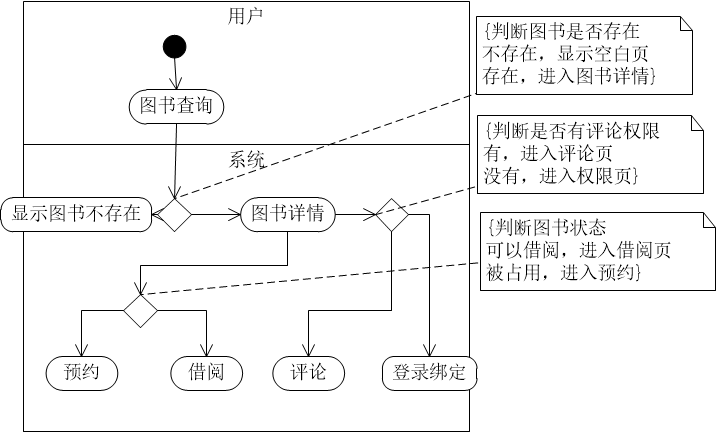 用户
图书查询
系统
显示图书不存在
图书详情
预约
借阅
评论
登录绑定
{判断图书是否存在
不存在，显示空白页
存在，进入图书详情}
{判断是否有评论权限
有，进入评论页
没有，进入权限页}
{判断图书状态
可以借阅，进入借阅页
被占用，进入预约}